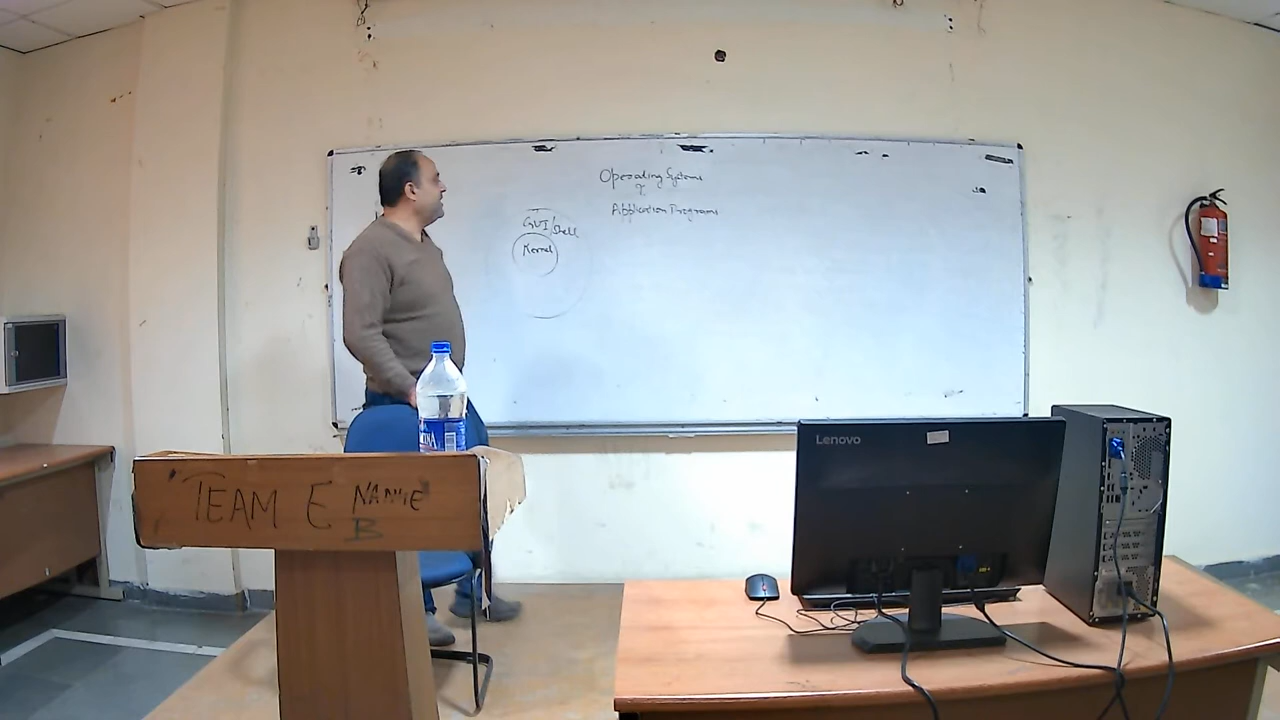 Operating Systems
Application Programs
GUI/Shell
Kernel
Lenovo
TEAM E
B